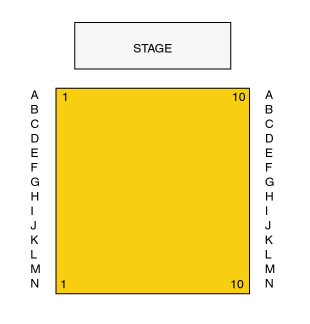 STAGE
A 1 10 A
B B
C C
D D
E E
F F
G G
H H
I I
J J
K K
L L
M M
N 1 10 N